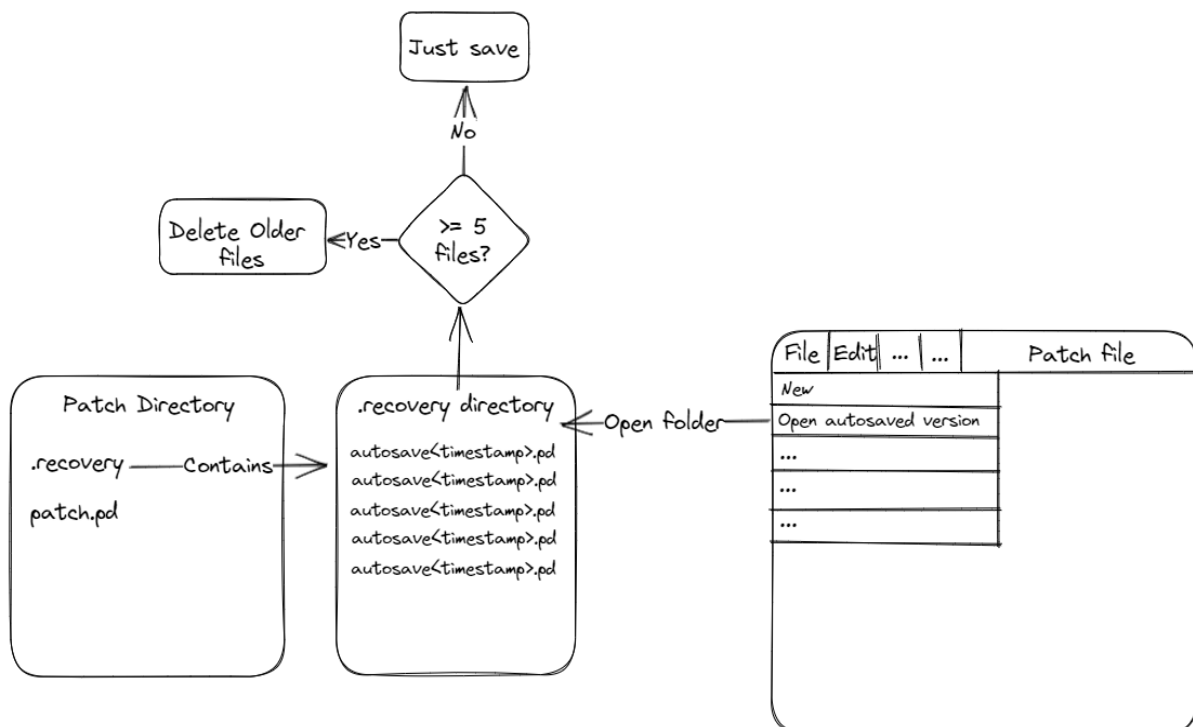 Just save
No
>= 5
files?
Yes
Delete Older
files
Patch Directory
.recovery
Contains
patch.pd
.recovery directory
autosave<timestamp>.pd
autosave<timestamp>.pd
autosave<timestamp>.pd
autosave<timestamp>.pd
autosave<timestamp>.pd
Open folder
File Edit ... ... Patch file
New
Open autosaved version
...
...
...